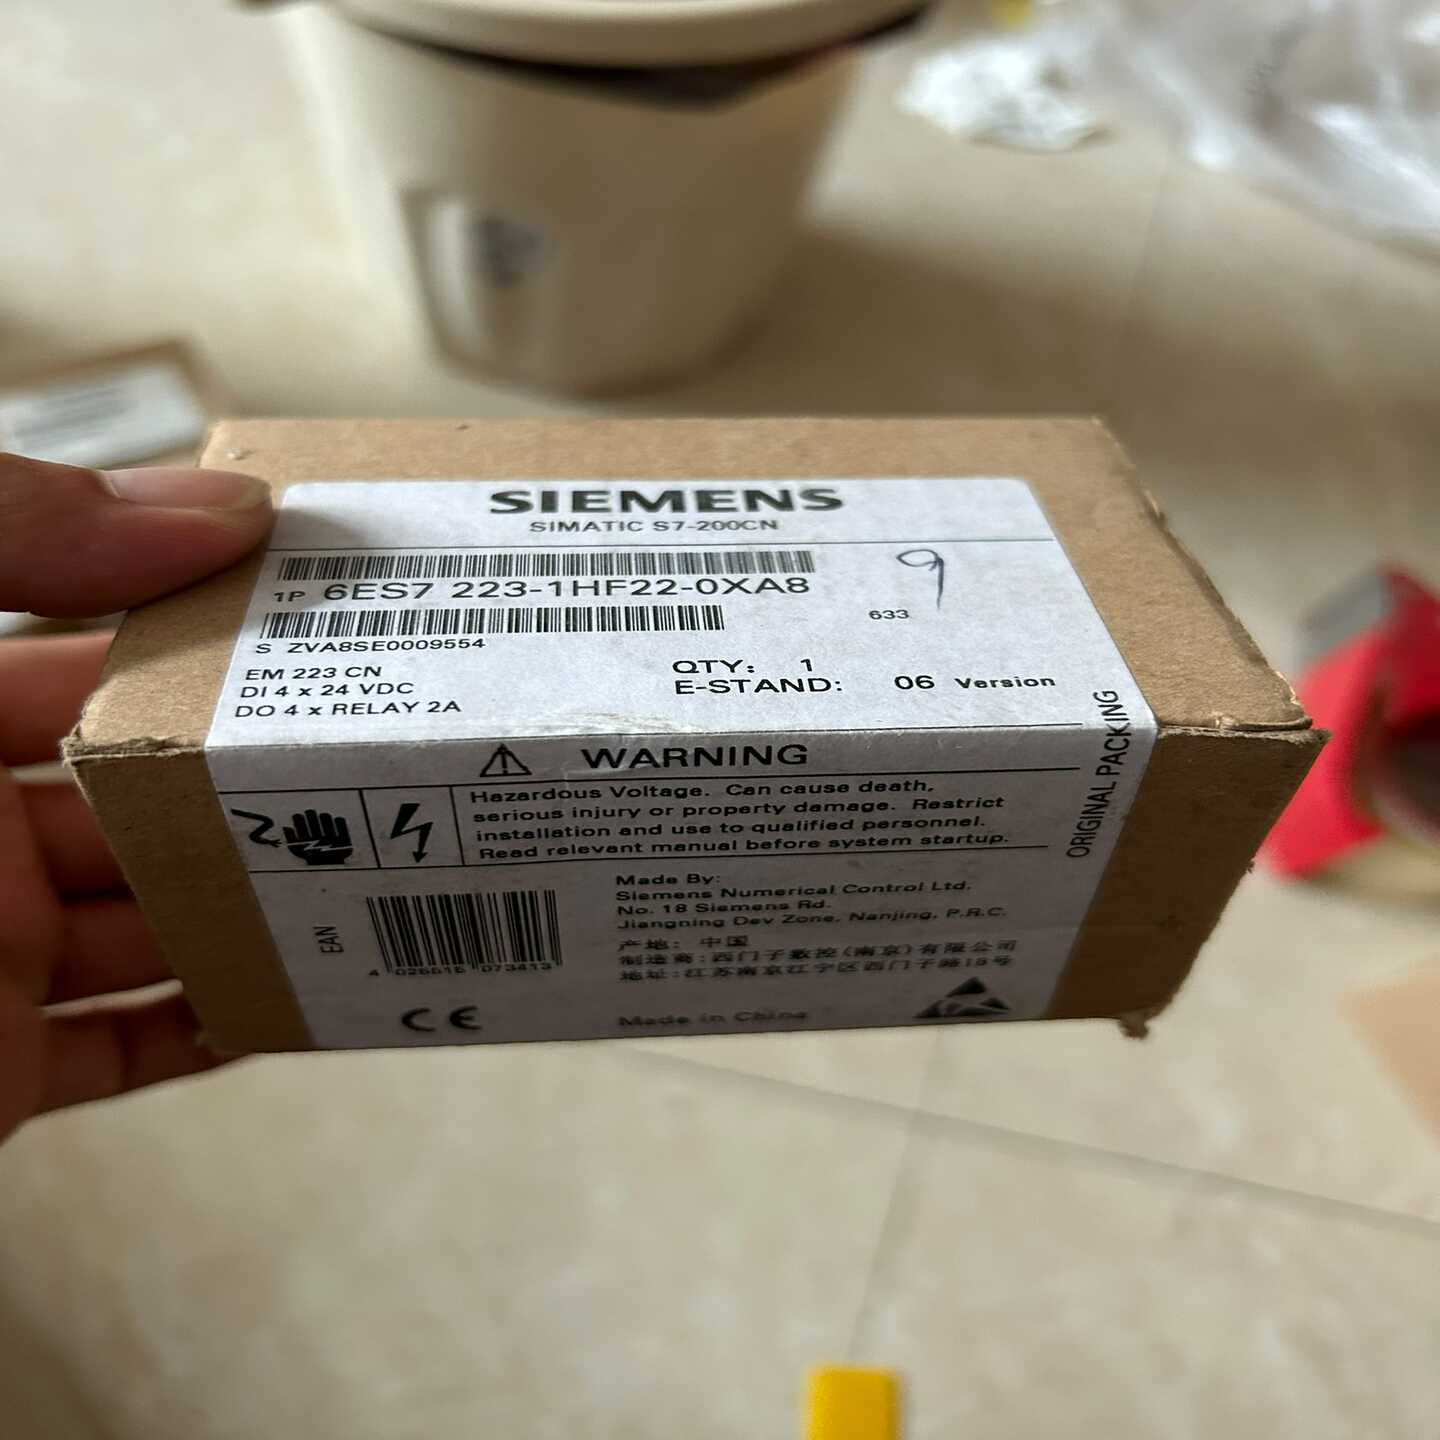 SIEMENS
SIMATIC S7-200CN
1P 6ES7 223-1HF22-0XA8
9
633
S ZVA8SE0009554
EM 223 CN
DI 4 x 24 VDC
DO 4 x RELAY 2A
QTY: 1
E-STAND: 06 Version
ORIGINAL PACKING
WARNING
Hazardous Voltage. Can cause death,
serious injury or property damage. Restrict
installation and use to qualified personnel.
Read relevant manual before system startup.
EAN
4 025515 073413
Made By:
Siemens Numerical Control Ltd.
No. 18 Siemens Rd.
Jiangning Dev Zone, Nanjing, P.R.C.
产地: 中国
制造商:西门子数控(南京)有限公司
地址:江苏南京江宁区西门子路18号
CE
Made in China